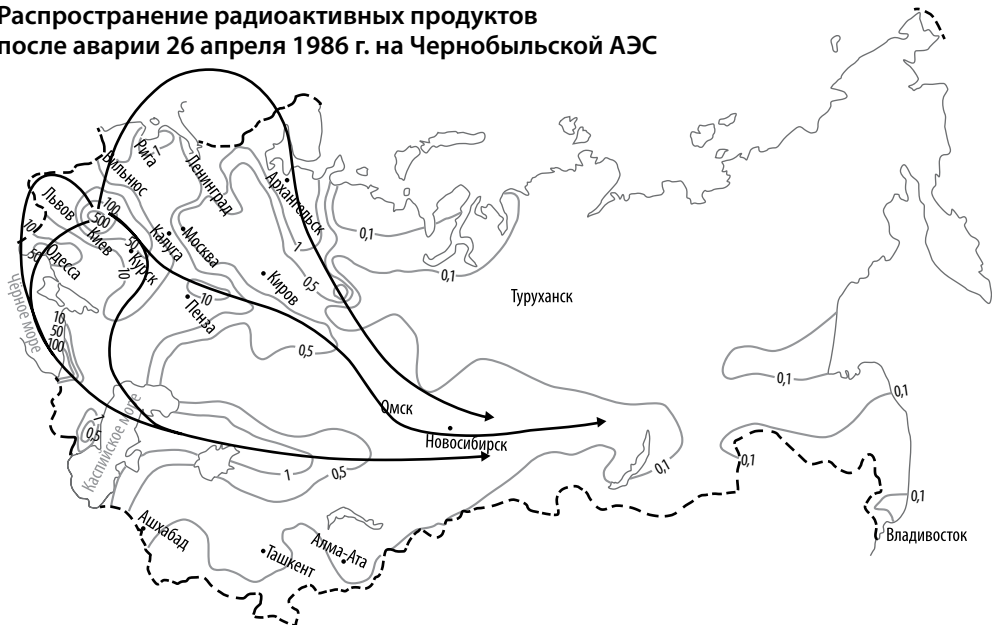 Распространение радиоактивных продуктов
после аварии 26 апреля 1986 г. на Чернобыльской АЭС
Рига
Вильнюс
Ленинград
Архангельск
Львов
100
500
Киев
50
Курск
Калуга
Москва
10
10
50
Одесса
0,1
1
0,1
0,5
Киров
10
Пенза
Туруханск
Чёрное море
10
50
100
0,5
0,1
0,1
Омск
Новосибирск
1
0,5
Каспийское море
1
0,5
0,1
0,1
0,1
Владивосток
Ашхабад
Ташкент
Алма-Ата